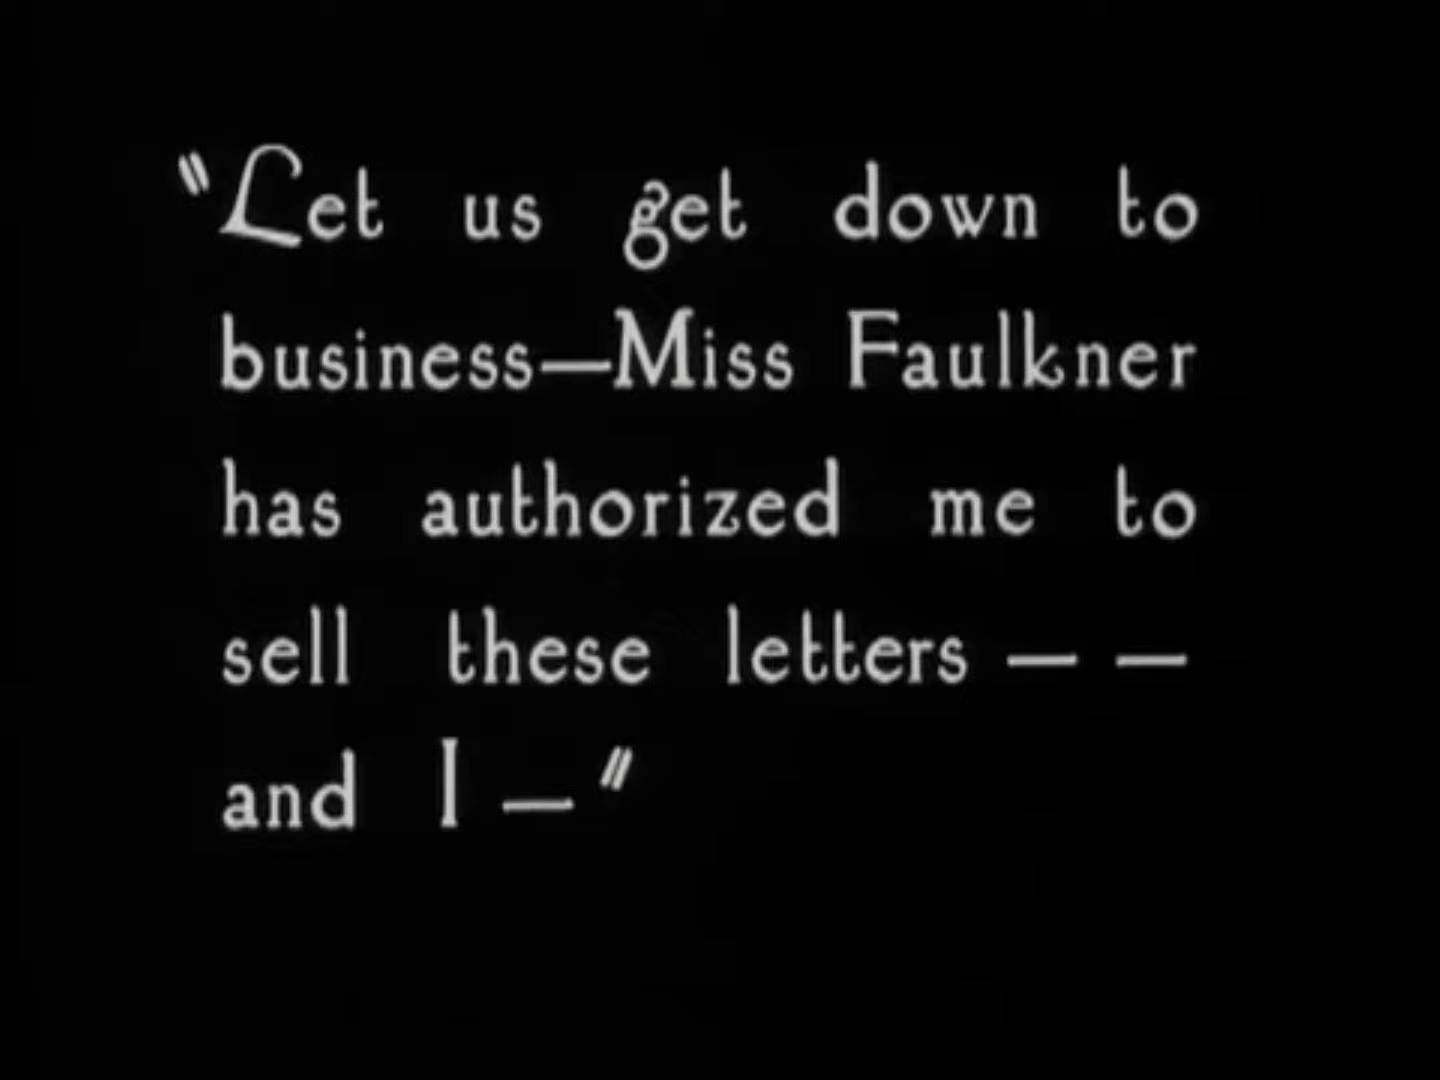 "Let us get down to
business—Miss Faulkner
has authorized me to
sell these letters — —
and I —"